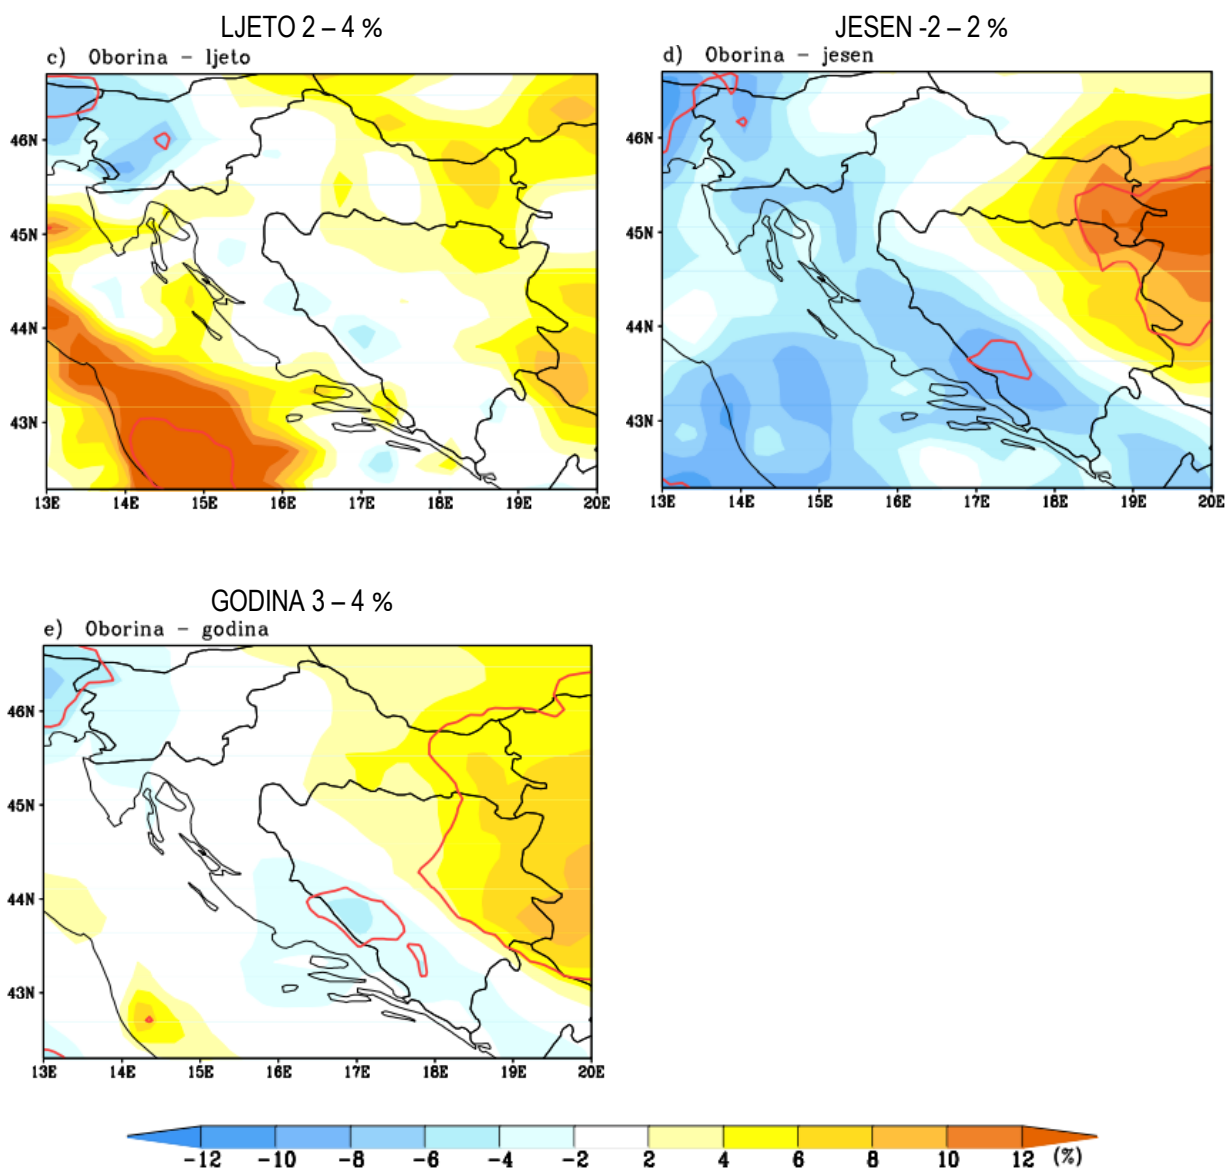 LJETO 2 – 4 %
JESEN -2 – 2 %
c) Oborina – ljeto
d) Oborina – jesen
46N
45N
44N
43N
13E 14E 15E 16E 17E 18E 19E 20E
46N
45N
44N
43N
13E 14E 15E 16E 17E 18E 19E 20E
GODINA 3 – 4 %
e) Oborina – godina
46N
45N
44N
43N
13E 14E 15E 16E 17E 18E 19E 20E
-12 -10 -8 -6 -4 -2 2 4 6 8 10 12 (%)